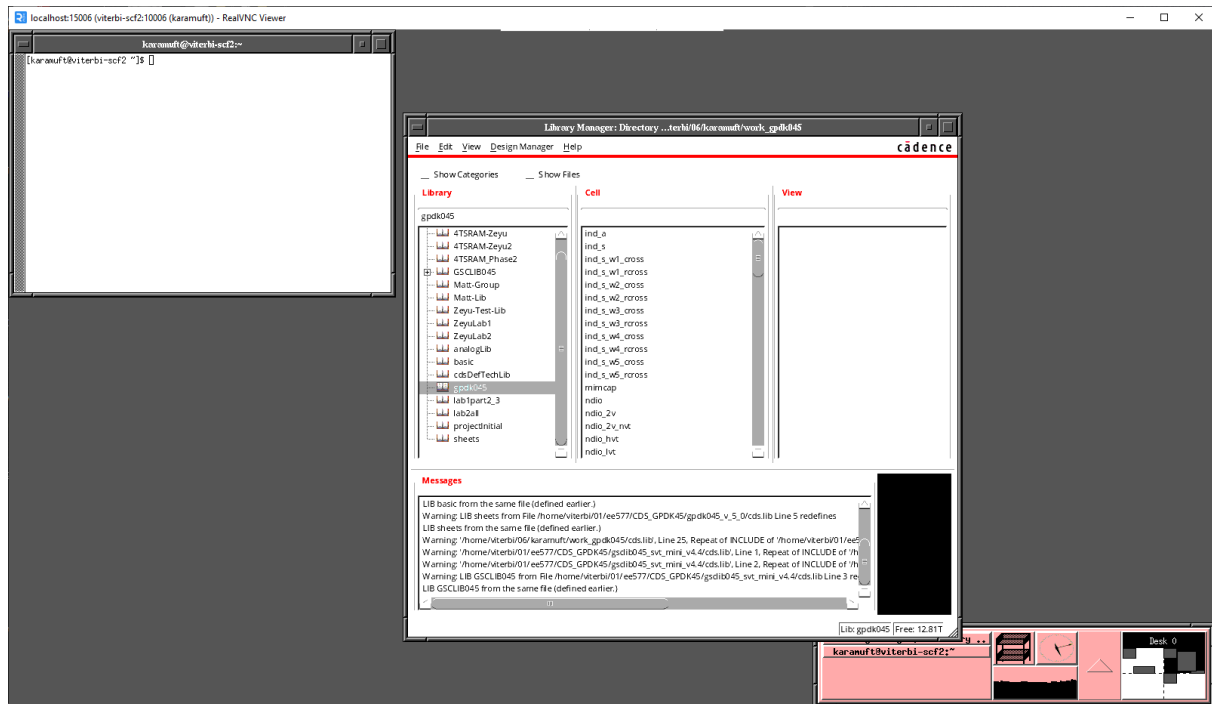 localhost:15006 (viterbi-scf2:10006 (karamuft)) - RealVNC Viewer
karamuft@viterbi-scf2:~
[karamuft@viterbi-scf2 ~]$
Library Manager: Directory ...terbi/06/karamuft/work_gpdk045
File Edit View Design Manager Help
cādence
Show Categories Show Files
Library
gpdk045
4TSRAM-Zeyu
4TSRAM-Zeyu2
4TSRAM_Phase2
GSCLIB045
Matt-Group
Matt-Lib
Zeyu-Test-Lib
ZeyuLab1
ZeyuLab2
analogLib
basic
cdsDefTechLib
gpdk045
lab1part2_3
lab2all
projectInitial
sheets
Cell
ind_a
ind_s
ind_s_w1_cross
ind_s_w1_rcross
ind_s_w2_cross
ind_s_w2_rcross
ind_s_w3_cross
ind_s_w3_rcross
ind_s_w4_cross
ind_s_w4_rcross
ind_s_w5_cross
ind_s_w5_rcross
mimcap
ndio
ndio_2v
ndio_2v_nvt
ndio_hvt
ndio_lvt
View
Messages
LIB basic from the same file (defined earlier.)
Warning: LIB sheets from File /home/viterbi/01/ee577/CDS_GPDK45/gpdk045_v_5_0/cds.lib Line 5 redefines
LIB sheets from the same file (defined earlier.)
Warning: '/home/viterbi/06/karamuft/work_gpdk045/cds.lib', Line 25, Repeat of INCLUDE of '/home/viterbi/01/ee5
Warning: '/home/viterbi/01/ee577/CDS_GPDK45/gsclib045_svt_mini_v4.4/cds.lib', Line 1, Repeat of INCLUDE of '/h
Warning: '/home/viterbi/01/ee577/CDS_GPDK45/gsclib045_svt_mini_v4.4/cds.lib', Line 2, Repeat of INCLUDE of '/h
Warning: LIB GSCLIB045 from File /home/viterbi/01/ee577/CDS_GPDK45/gsclib045_svt_mini_v4.4/cds.lib Line 3 re
LIB GSCLIB045 from the same file (defined earlier.)
Lib: gpdk045 Free: 12.81T
karamuft@viterbi-scf2:~
Desk 0